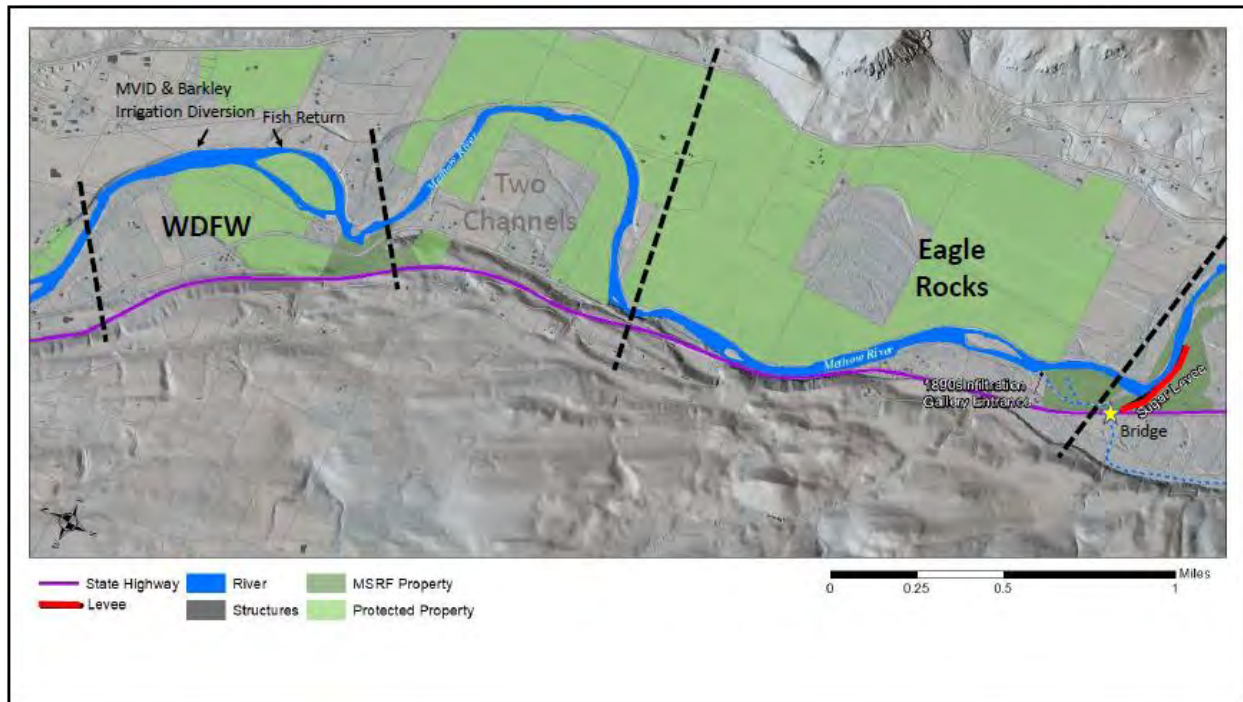 MVID & Barkley
Irrigation Diversion
Fish Return
Methow River
Two
Channels
WDFW
Eagle
Rocks
Methow River
1890s Infiltration
Gallery Entrance
Sugar Levee
Bridge
State Highway
River
MSRF Property
Levee
Structures
Protected Property
Miles
0 0.25 0.5 1